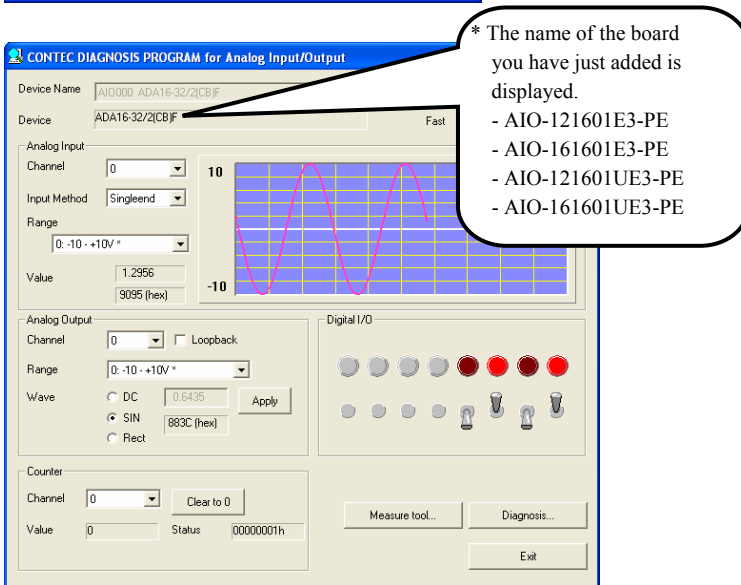 * The name of the board
you have just added is
displayed.
- AIO-121601E3-PE
- AIO-161601E3-PE
- AIO-121601UE3-PE
- AIO-161601UE3-PE
CONTEC DIAGNOSIS PROGRAM for Analog Input/Output
Device Name AIO000 ADA16-32/2(CB)F
Device ADA16-32/2(CB)F Fast
Analog Input
Channel 0
Input Method Singleend
Range
0: -10 - +10V *
Value 1.2956
9095 (hex)
10
-10
Analog Output
Channel 0 Loopback
Range 0: -10 - +10V *
Wave DC 0.6435 Apply
SIN 883C (hex)
Rect
Digital I/O
Counter
Channel 0 Clear to 0
Value 0 Status 00000001h
Measure tool... Diagnosis...
Exit